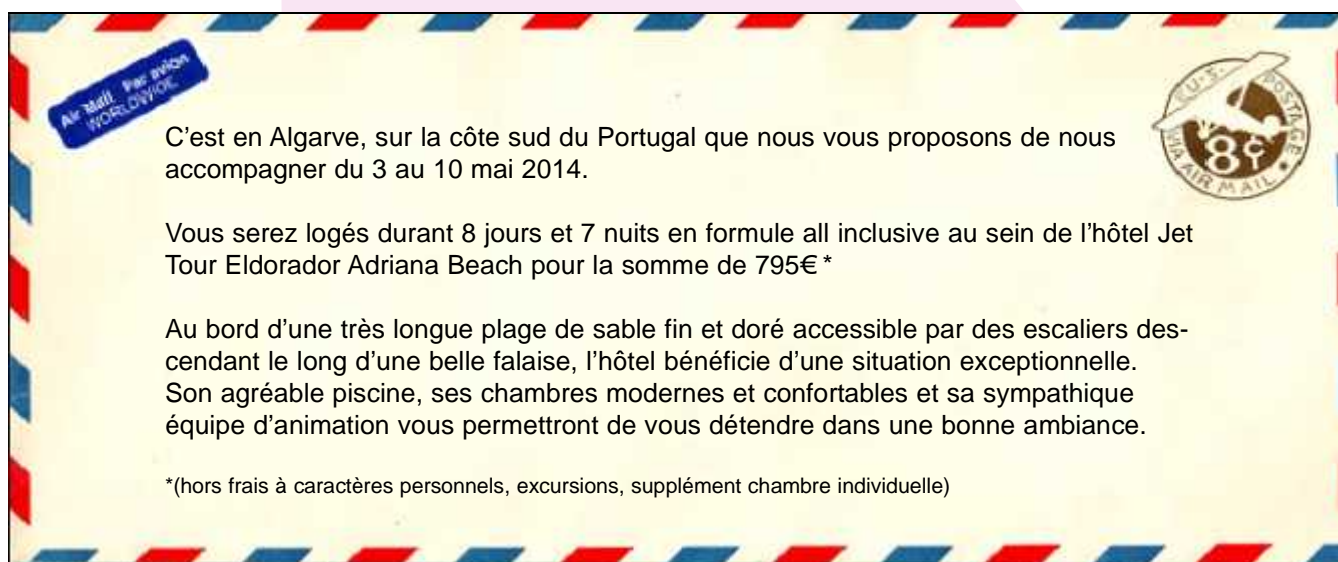 Air Mail Par avion
WORLDWIDE
U.S. POSTAGE
8¢
VIA AIR MAIL
C'est en Algarve, sur la côte sud du Portugal que nous vous proposons de nous
accompagner du 3 au 10 mai 2014.
Vous serez logés durant 8 jours et 7 nuits en formule all inclusive au sein de l'hôtel Jet
Tour Eldorador Adriana Beach pour la somme de 795€ *
Au bord d'une très longue plage de sable fin et doré accessible par des escaliers des-
cendant le long d'une belle falaise, l'hôtel bénéficie d'une situation exceptionnelle.
Son agréable piscine, ses chambres modernes et confortables et sa sympathique
équipe d'animation vous permettront de vous détendre dans une bonne ambiance.
*(hors frais à caractères personnels, excursions, supplément chambre individuelle)